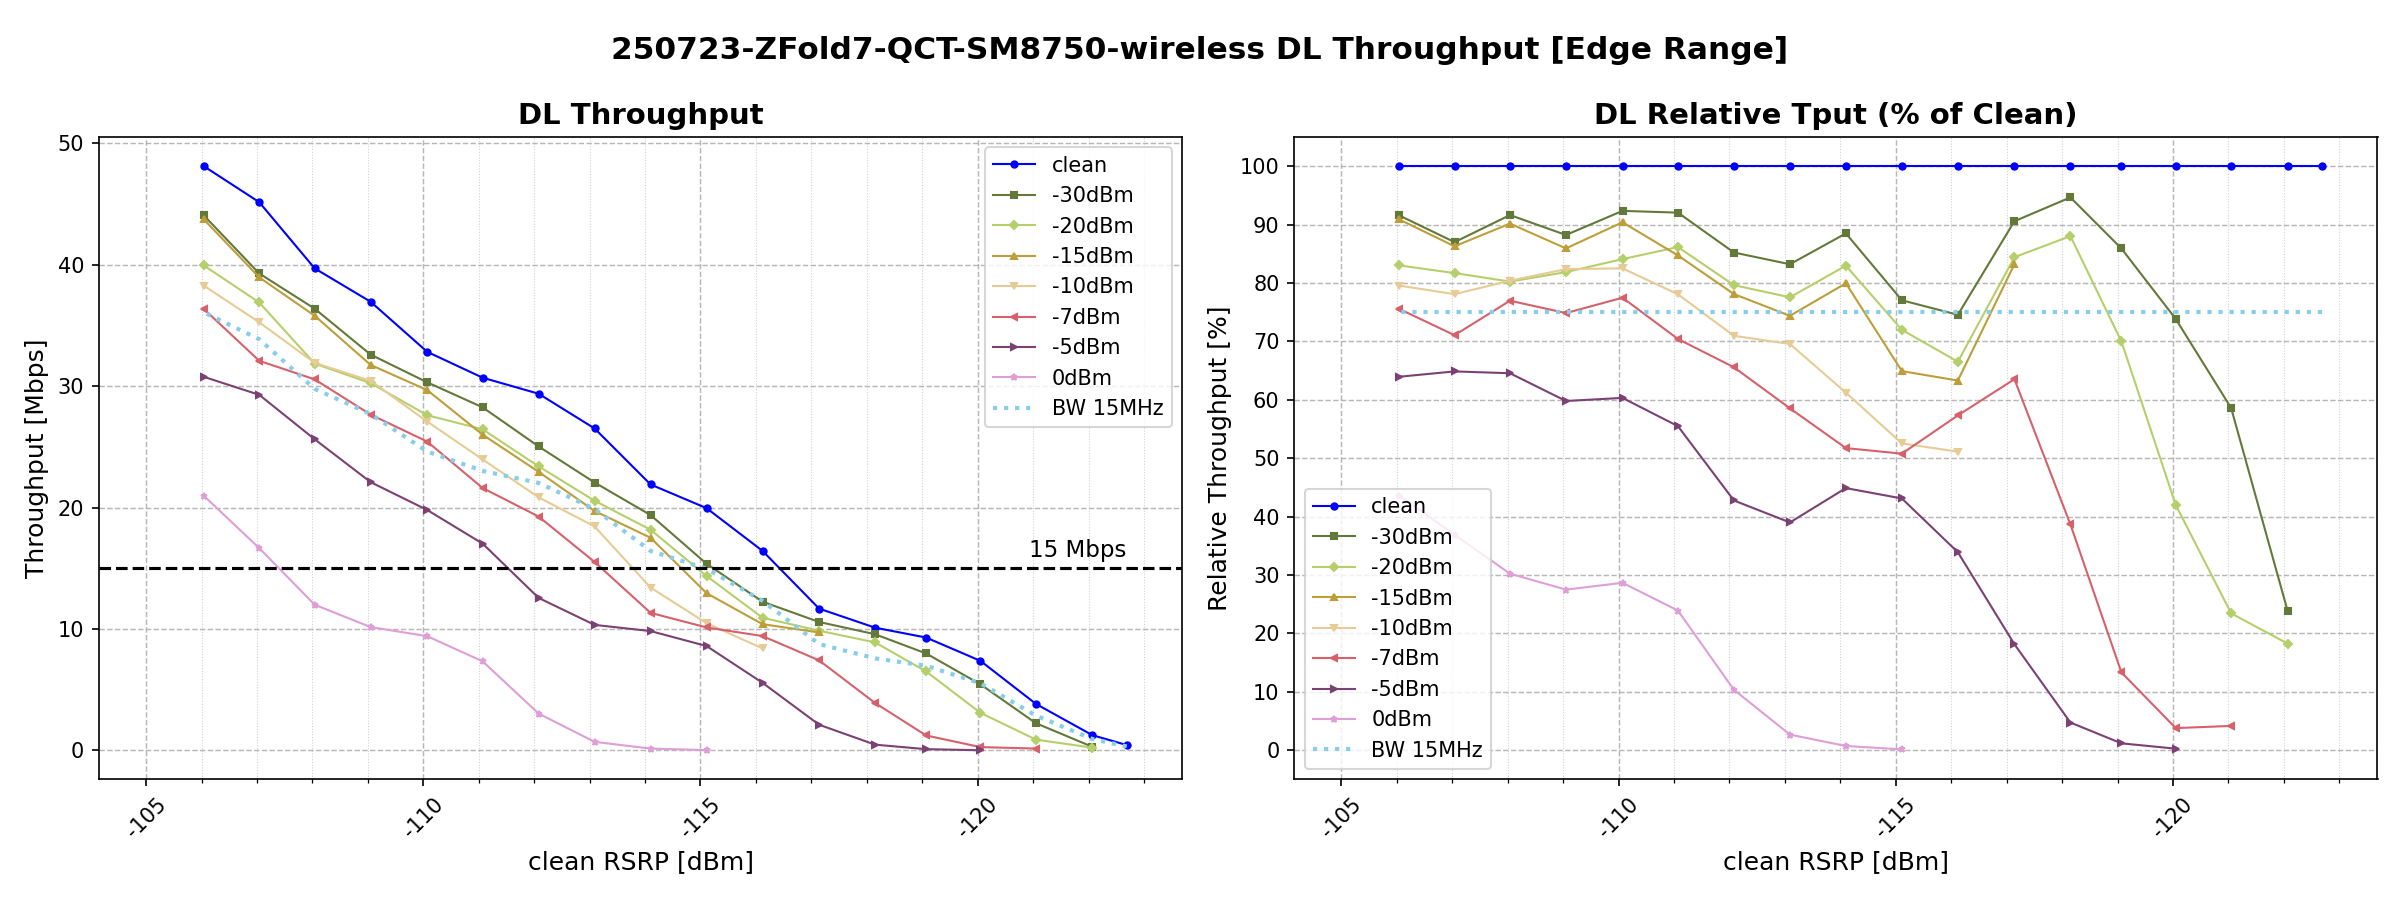 250723-ZFold7-QCT-SM8750-wireless DL Throughput [Edge Range]
DL Throughput
Throughput [Mbps]
50
40
30
20
10
0
clean
-30dBm
-20dBm
-15dBm
-10dBm
-7dBm
-5dBm
0dBm
BW 15MHz
15 Mbps
-105
-110
-115
-120
clean RSRP [dBm]
DL Relative Tput (% of Clean)
Relative Throughput [%]
100
90
80
70
60
50
40
30
20
10
0
clean
-30dBm
-20dBm
-15dBm
-10dBm
-7dBm
-5dBm
0dBm
BW 15MHz
-105
-110
-115
-120
clean RSRP [dBm]